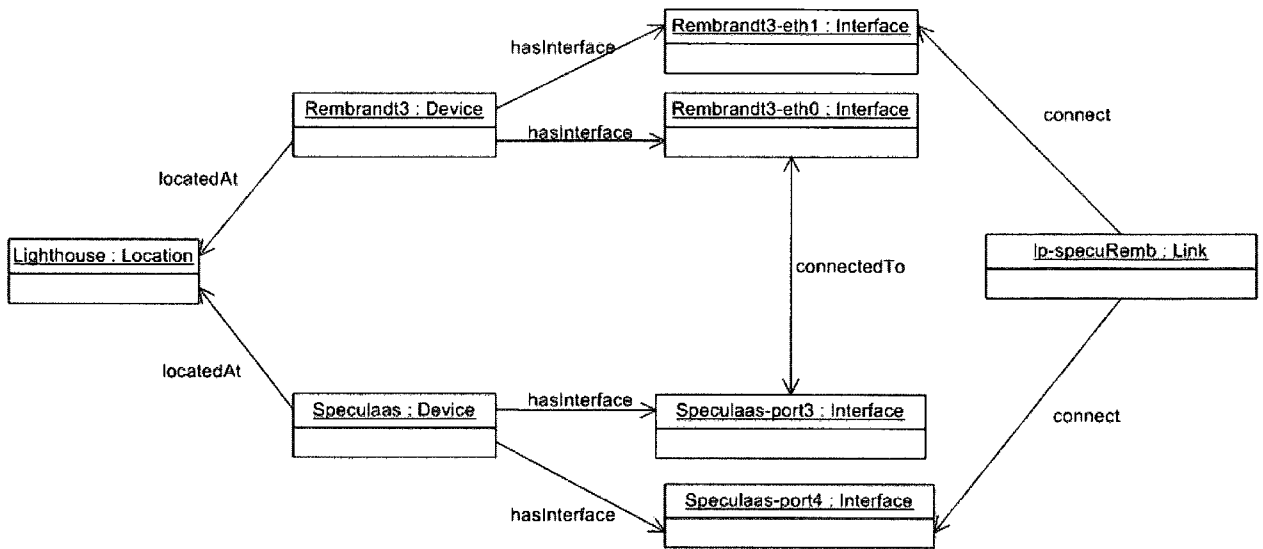 Rembrandt3-eth1 : Interface
hasInterface
Rembrandt3 : Device
Rembrandt3-eth0 : Interface
connect
hasInterface
locatedAt
Lighthouse : Location
lp-specuRemb : Link
connectedTo
locatedAt
Speculaas : Device
hasInterface
Speculaas-port3 : Interface
connect
Speculaas-port4 : Interface
hasInterface